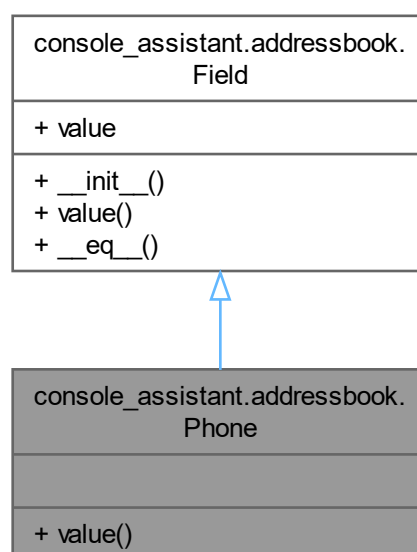 console_assistant.addressbook.
Field
+ value
+ __init__()
+ value()
+ __eq__()
console_assistant.addressbook.
Phone
+ value()